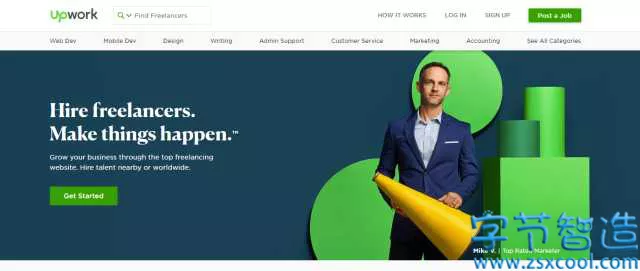 upwork
Find Freelancers
HOW IT WORKS
LOG IN
SIGN UP
Post a Job
Web Dev
Mobile Dev
Design
Writing
Admin Support
Customer Service
Marketing
Accounting
See All Categories
Hire freelancers.
Make things happen.™
Grow your business through the top freelancing
website. Hire talent nearby or worldwide.
Get Started
Mike V. | Top Rated Marketer
字节智造
www.zsxcool.com